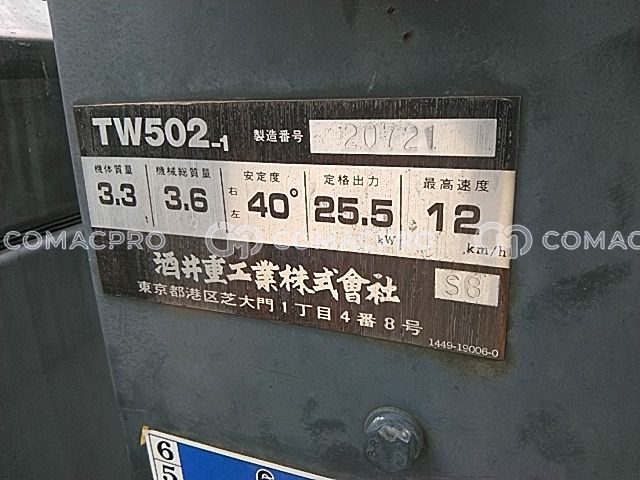 TW502-1 製造番号 20721
機体質量 機械総質量 安定度 定格出力 最高速度
3.3 3.6 右左 40° 25.5 kW 12 km/h
COMACPRO COMACPRO COMAC
酒井重工業株式會社 S8
東京都港区芝大門1丁目4番8号
1449-19006-0
6
5